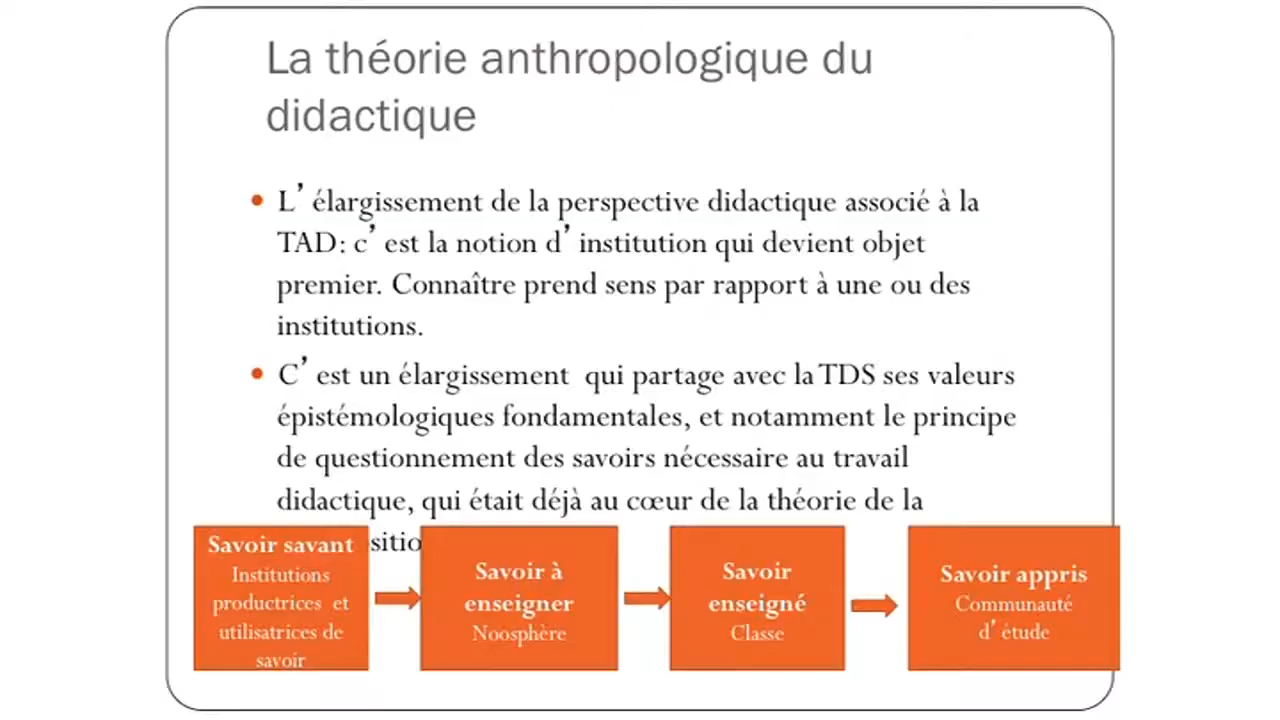 La théorie anthropologique du
didactique
• L’ élargissement de la perspective didactique associé à la
TAD: c’ est la notion d’ institution qui devient objet
premier. Connaître prend sens par rapport à une ou des
institutions.
• C’ est un élargissement qui partage avec la TDS ses valeurs
épistémologiques fondamentales, et notamment le principe
de questionnement des savoirs nécessaire au travail
didactique, qui était déjà au cœur de la théorie de la
Savoir savant
Institutions
productrices et
utilisatrices de
savoir
Savoir à
enseigner
Noosphère
Savoir
enseigné
Classe
Savoir appris
Communauté
d’ étude